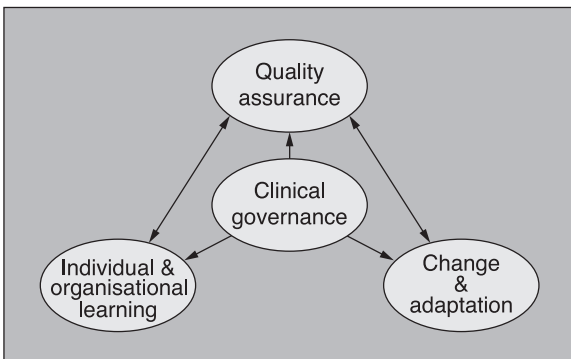 Quality
assurance
Clinical
governance
Individual &
organisational
learning
Change
&
adaptation